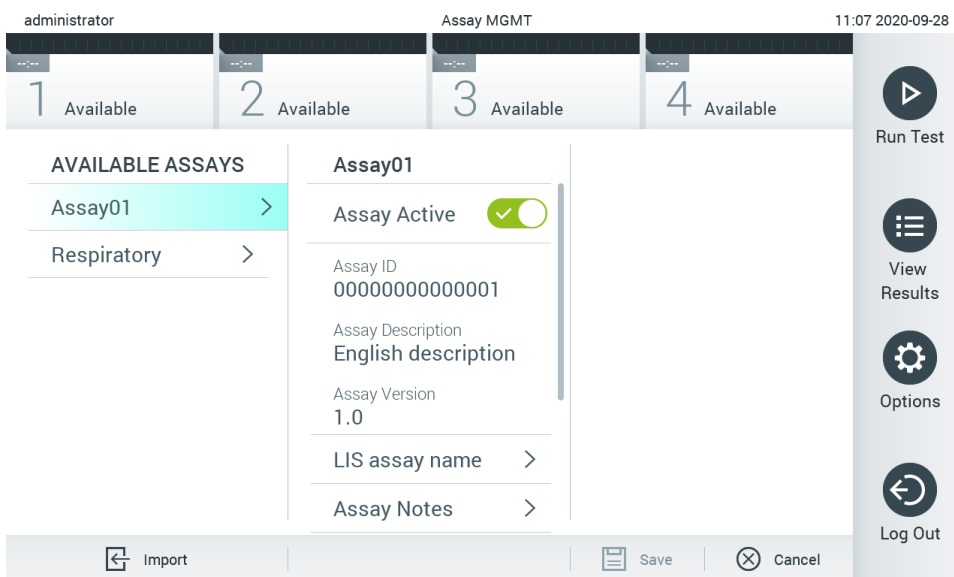 administrator Assay MGMT 11:07 2020-09-28
--:-- --:-- --:-- --:--
1 Available 2 Available 3 Available 4 Available
Run Test
AVAILABLE ASSAYS
Assay01
Respiratory
Assay01
Assay Active
Assay ID
00000000000001
Assay Description
English description
Assay Version
1.0
LIS assay name
Assay Notes
View
Results
Options
Log Out
Import Save Cancel